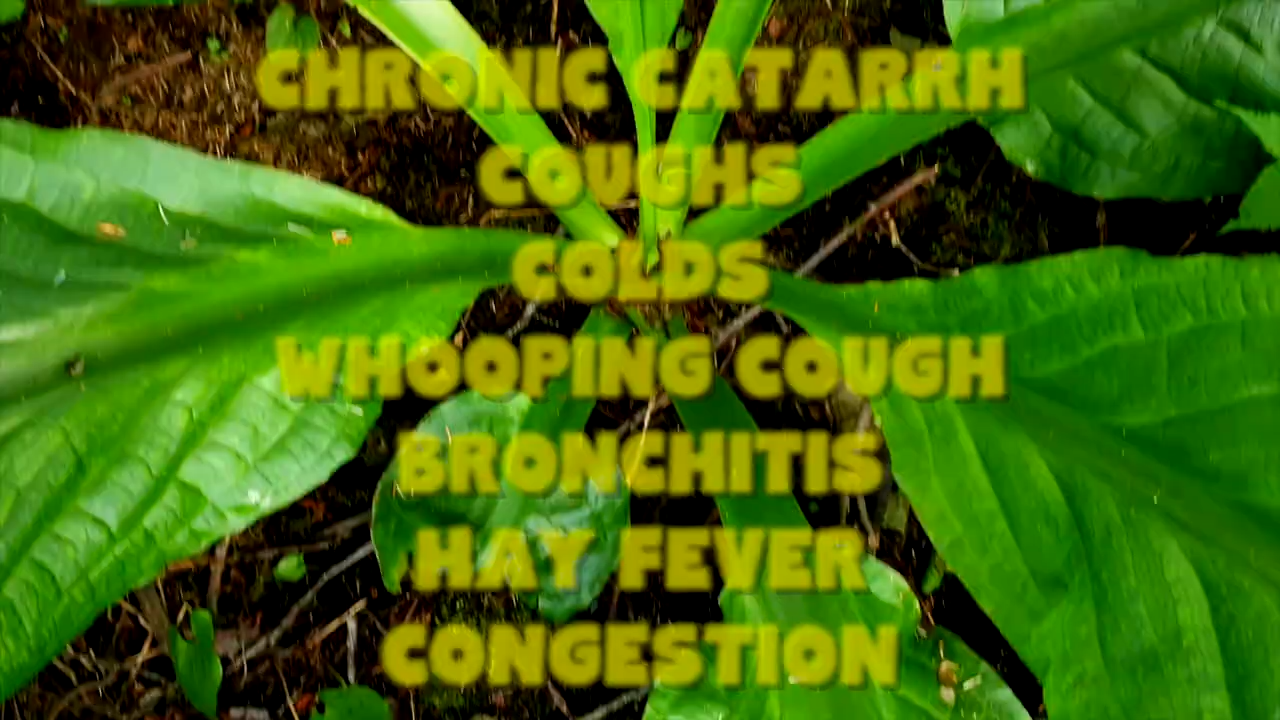 CHRONIC CATARRH
COUGHS
COLDS
WHOOPING COUGH
BRONCHITIS
HAY FEVER
CONGESTION